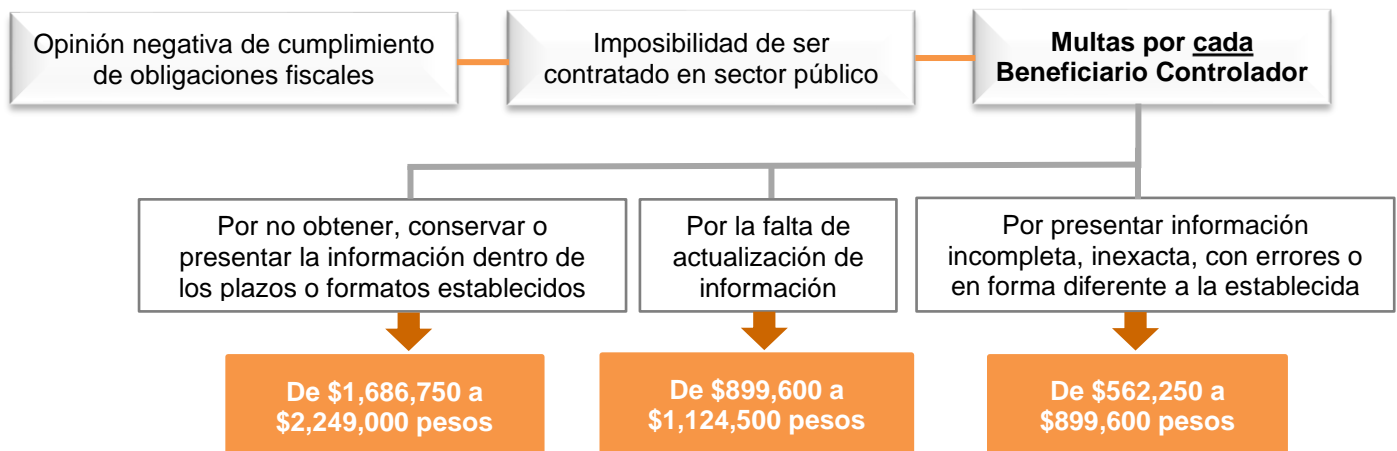 Opinión negativa de cumplimiento
de obligaciones fiscales
Imposibilidad de ser
contratado en sector público
Multas por cada
Beneficiario Controlador
Por no obtener, conservar o
presentar la información dentro de
los plazos o formatos establecidos
Por la falta de
actualización de
información
Por presentar información
incompleta, inexacta, con errores o
en forma diferente a la establecida
De $1,686,750 a
$2,249,000 pesos
De $899,600 a
$1,124,500 pesos
De $562,250 a
$899,600 pesos